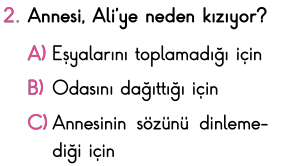 2. Annesi, Ali'ye neden kızıyor?
A) Eşyalarını toplamadığı için
B) Odasını dağıttığı için
C) Annesinin sözünü dinleme-
diği için